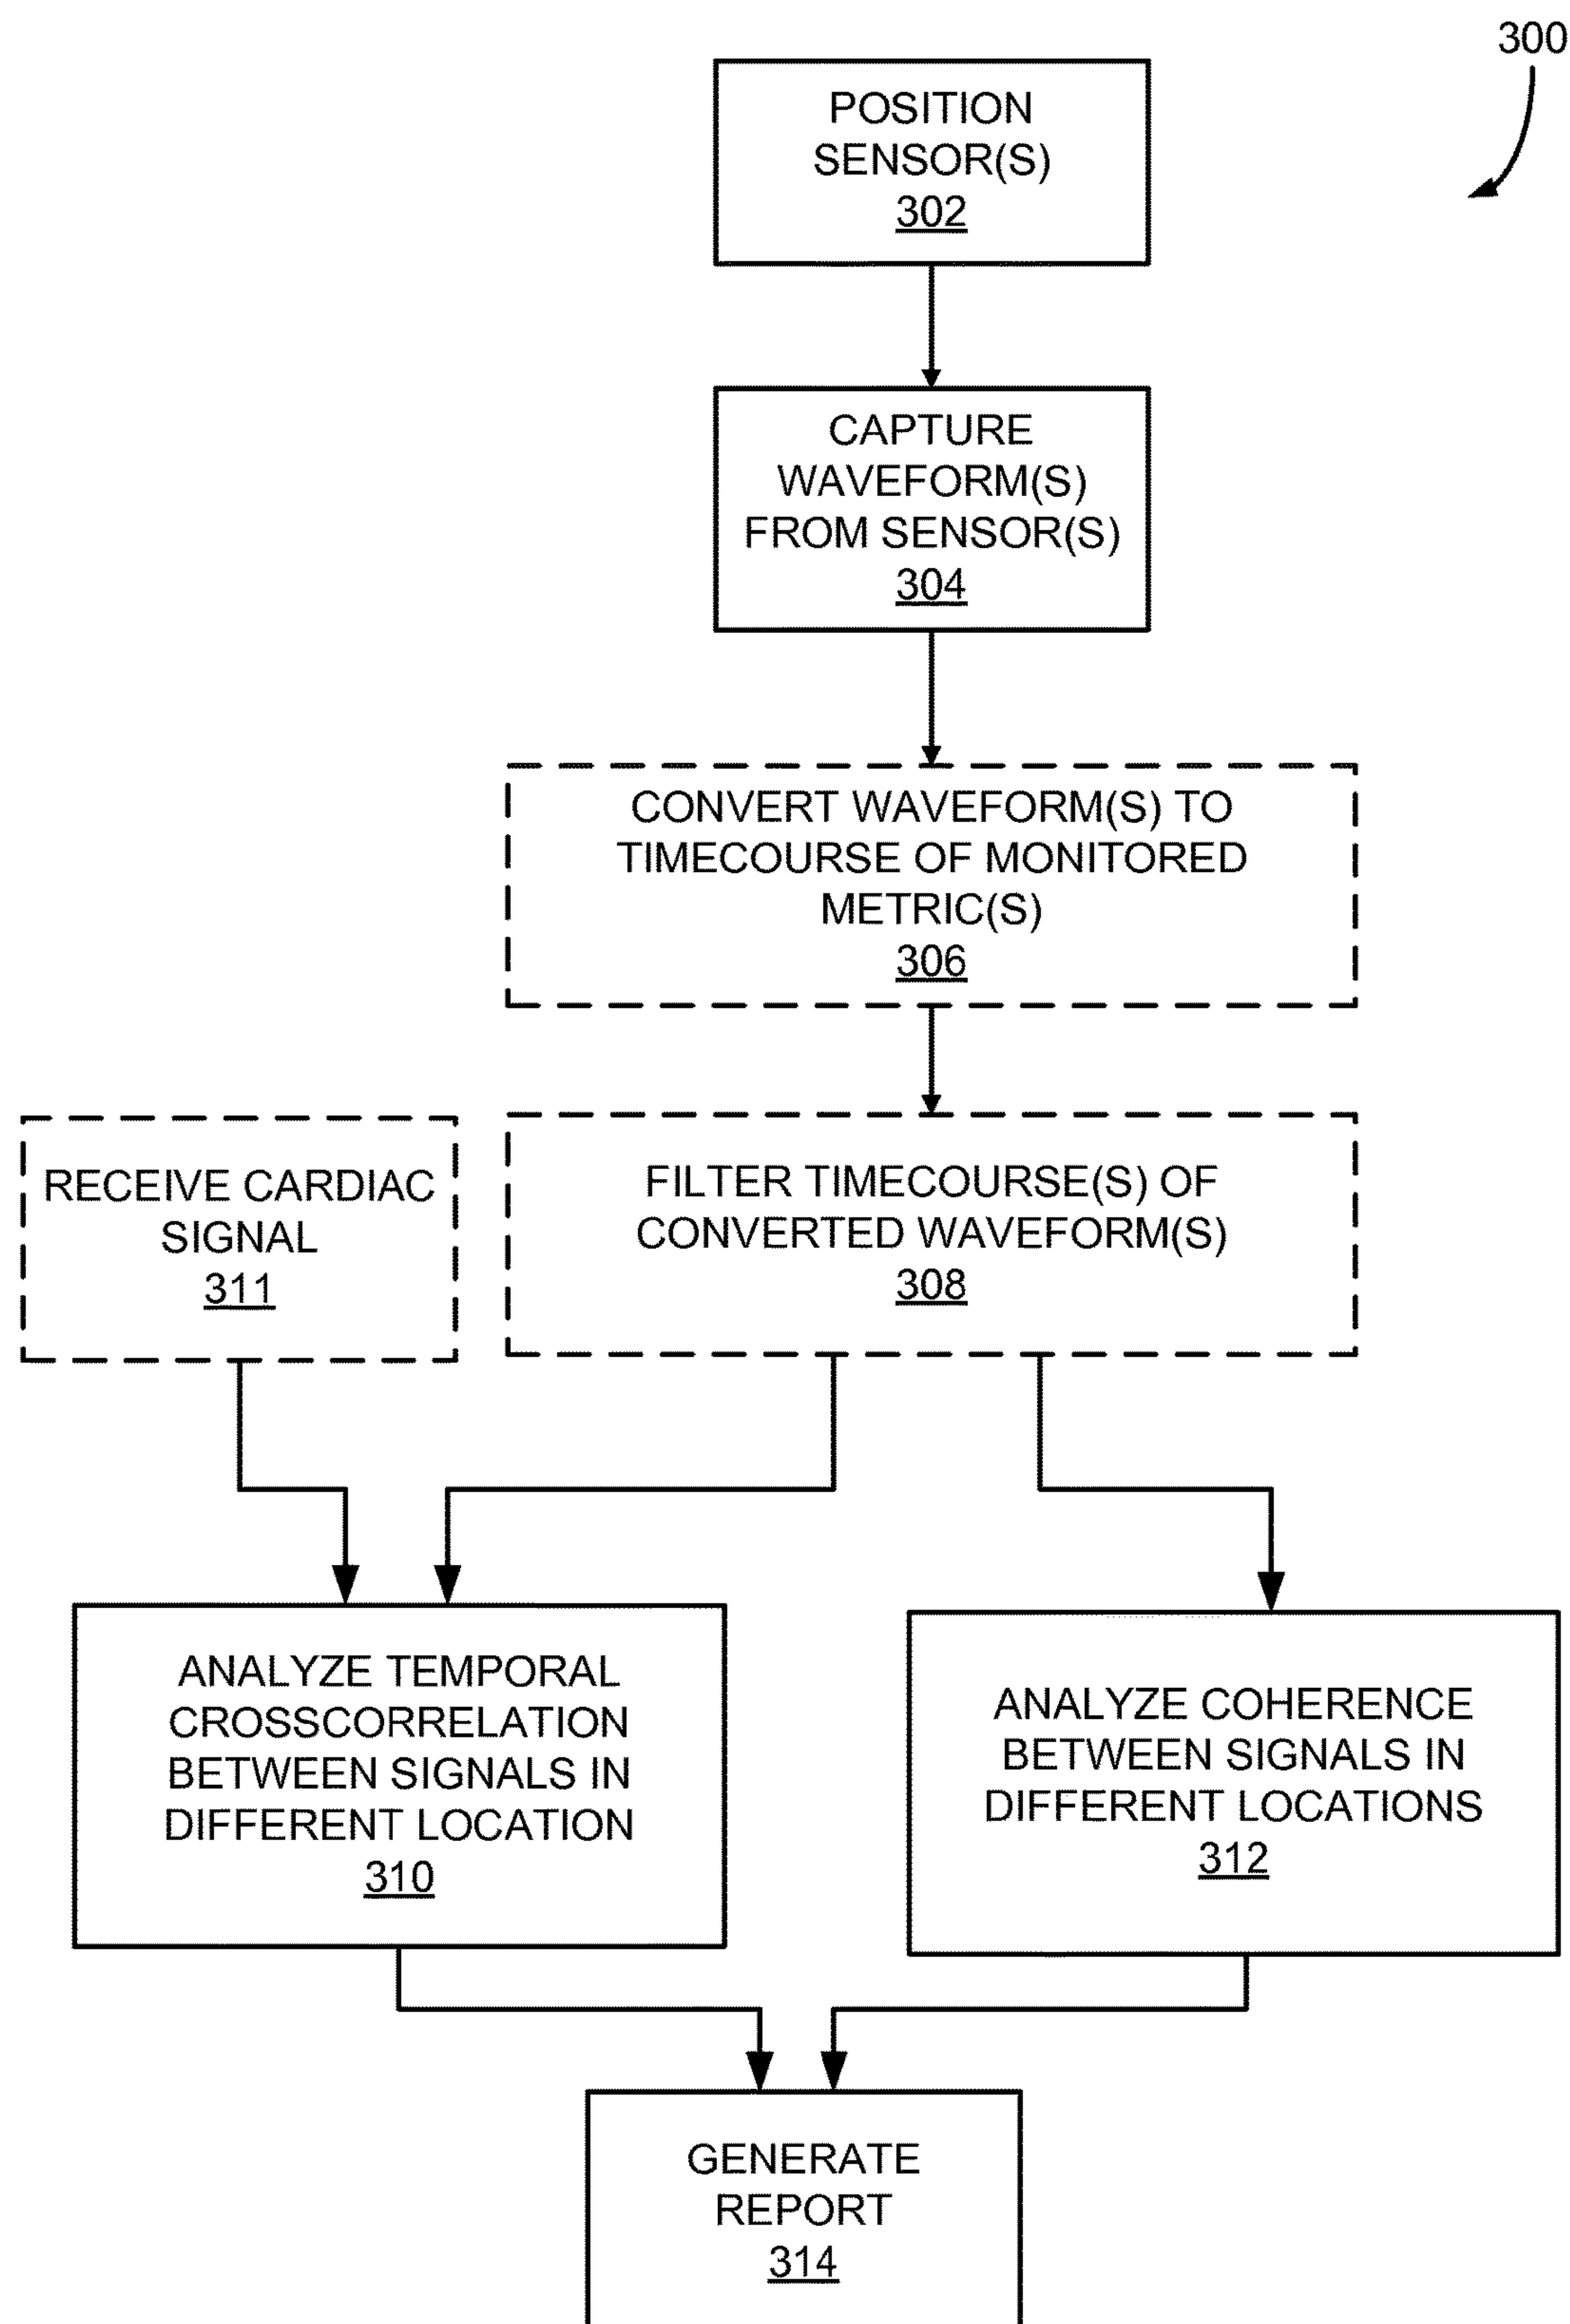 300
POSITION
SENSOR(S)
302
CAPTURE
WAVEFORM(S)
FROM SENSOR(S)
304
CONVERT WAVEFORM(S) TO
TIMECOURSE OF MONITORED
METRIC(S)
306
RECEIVE CARDIAC
SIGNAL
311
FILTER TIMECOURSE(S) OF
CONVERTED WAVEFORM(S)
308
ANALYZE TEMPORAL
CROSSCORRELATION
BETWEEN SIGNALS IN
DIFFERENT LOCATION
310
ANALYZE COHERENCE
BETWEEN SIGNALS IN
DIFFERENT LOCATIONS
312
GENERATE
REPORT
314